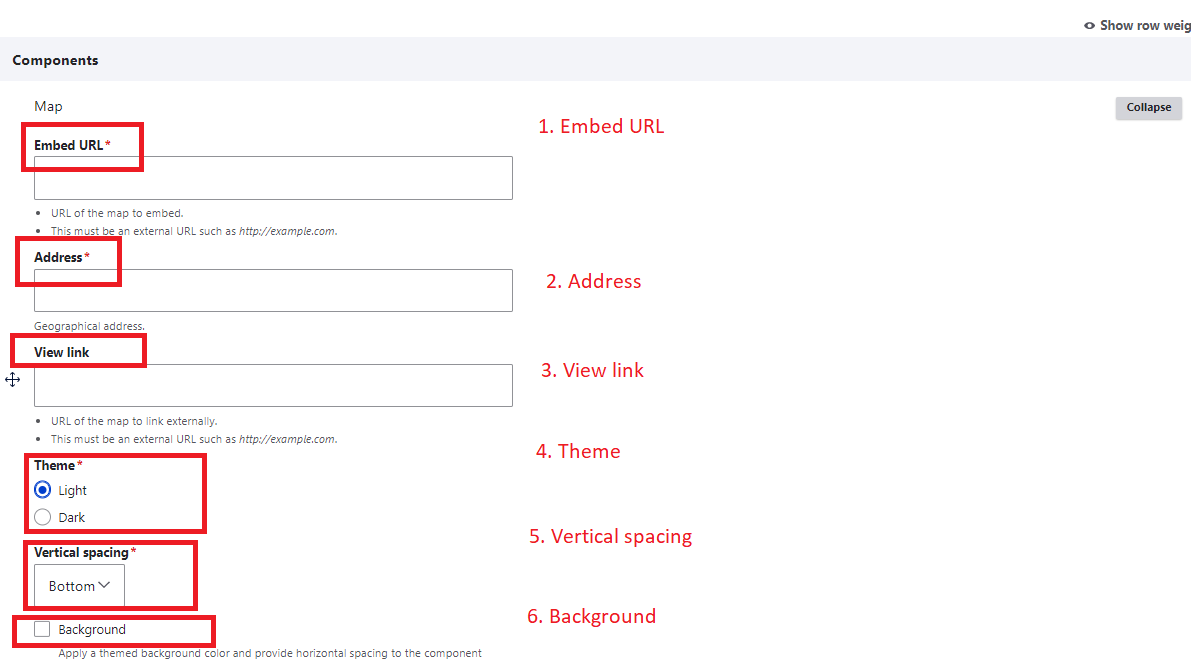 Show row weig
Components
Map
Collapse
1. Embed URL
Embed URL*
URL of the map to embed.
This must be an external URL such as http://example.com.
Address*
2. Address
Geographical address.
View link
3. View link
URL of the map to link externally.
This must be an external URL such as http://example.com.
4. Theme
Theme*
Light
Dark
5. Vertical spacing
Vertical spacing*
Bottom
6. Background
Background
Apply a themed background color and provide horizontal spacing to the component